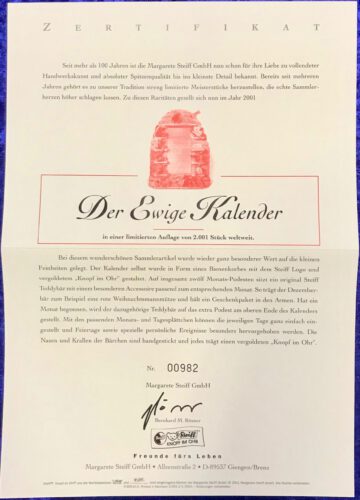 ZERTIFIKAT
Seit mehr als 100 Jahren ist die Margarete Steiff GmbH nun schon für ihre Liebe zu vollendeter
Handwerkskunst und absoluter Spitzenqualität bis ins kleinste Detail bekannt. Bereits seit mehreren
Jahren gehört es zu unserer Tradition streng limitierte Meisterstücke herzustellen, die echte Sammler-
herzen höher schlagen lassen. Zu diesen Raritäten gesellt sich nun im Jahr 2001
Der Ewige Kalender
in einer limitierten Auflage von 2.001 Stück weltweit.
Bei diesem wunderschönen Sammlerartikel wurde wieder ganz besonderer Wert auf die kleinen
Feinheiten gelegt. Der Kalender selbst wurde in Form eines Bienenkorbes mit dem Steiff Logo und
vergoldetem „Knopf im Ohr" gestaltet. Auf insgesamt zwölf Monats-Podesten sitzt ein original Steiff
Teddybär mit einem besonderen Accessoire passend zum entsprechenden Monat. So trägt der Dezember-
bär zum Beispiel eine rote Weihnachtsmannmütze und hält ein Geschenkpaket in den Armen. Hat ein
Monat begonnen, wird der dazugehörige Teddybär auf das extra Podest am oberen Ende des Kalenders
gestellt. Mit den passenden Monats- und Tagesplättchen können die jeweiligen Tage ganz einfach ein-
gestellt und Feiertage sowie spezielle persönliche Ereignisse besonders hervorgehoben werden. Die
Nasen und Krallen der Bärchen sind handgestickt und jedes trägt einen vergoldeten „Knopf im Ohr".
Nr. 00982
Margarete Steiff GmbH
Bernhard M. Rösner
Steiff
KNOPF IM OHR
Freunde fürs Leben
Margarete Steiff GmbH • Alleenstraße 2 • D-89537 Giengen/Brenz